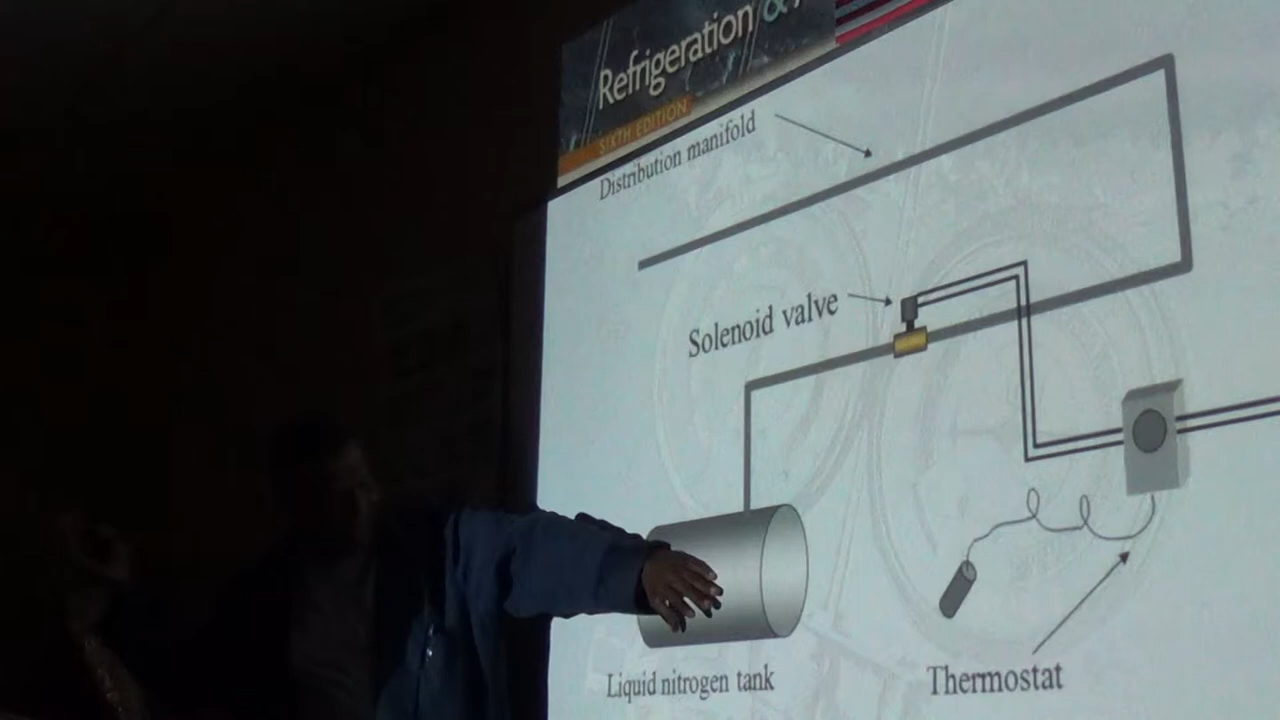 Refrigeration &
SIXTH EDITION
Distribution manifold
Solenoid valve
Liquid nitrogen tank
Thermostat